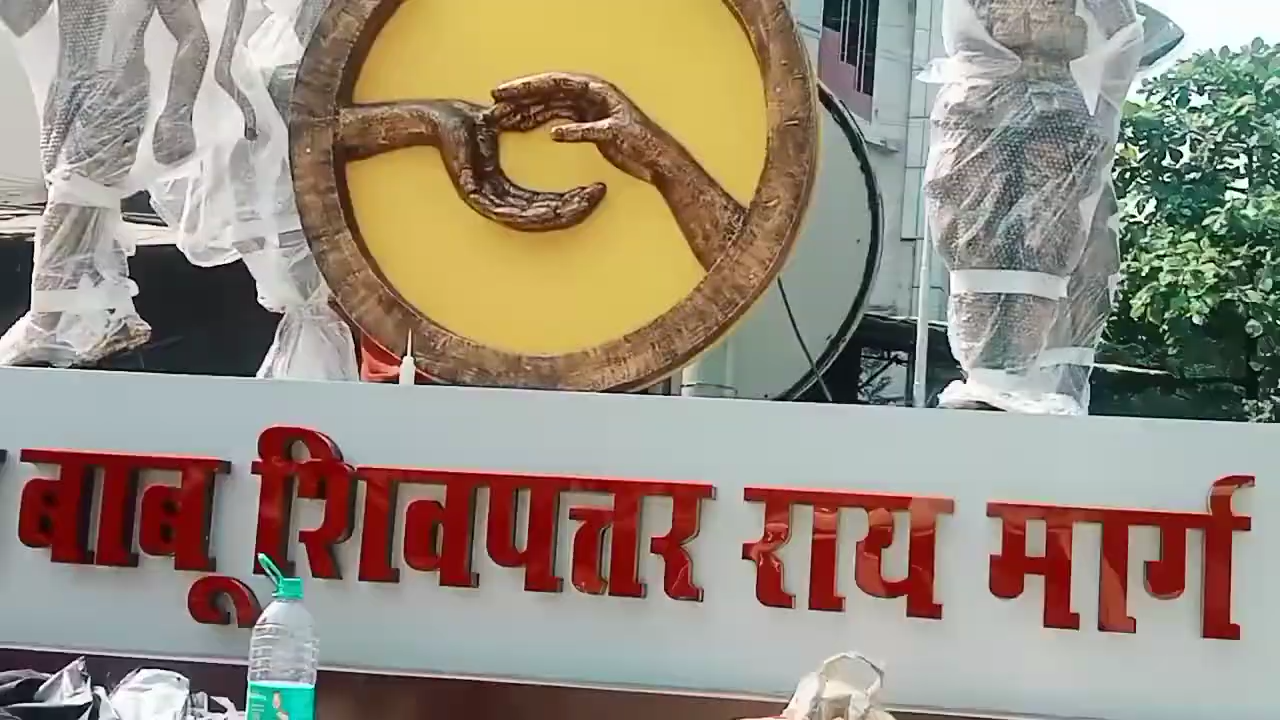 बाबू शिवपत्तर राय मार्ग